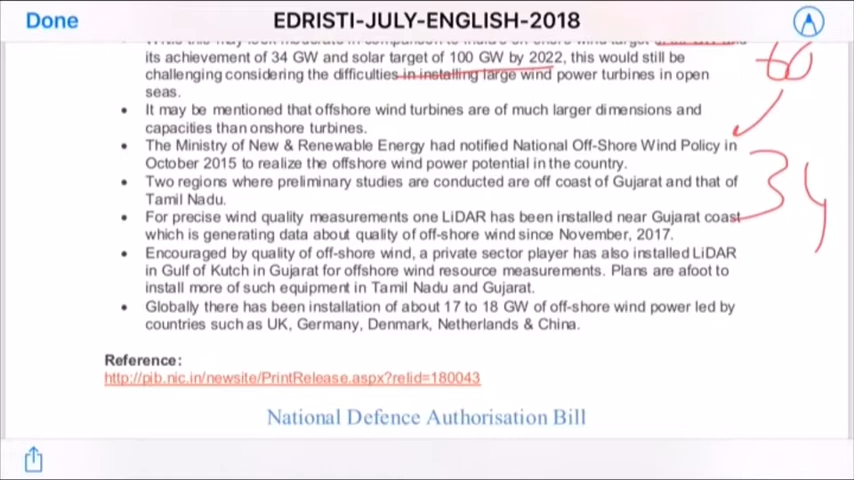 Done
EDRISTI-JULY-ENGLISH-2018
its achievement of 34 GW and solar target of 100 GW by 2022, this would still be
challenging considering the difficulties in installing large wind power turbines in open
seas.
60
• It may be mentioned that offshore wind turbines are of much larger dimensions and
capacities than onshore turbines.
• The Ministry of New & Renewable Energy had notified National Off-Shore Wind Policy in
October 2015 to realize the offshore wind power potential in the country.
34
• Two regions where preliminary studies are conducted are off coast of Gujarat and that of
Tamil Nadu.
• For precise wind quality measurements one LiDAR has been installed near Gujarat coast
which is generating data about quality of off-shore wind since November, 2017.
• Encouraged by quality of off-shore wind, a private sector player has also installed LiDAR
in Gulf of Kutch in Gujarat for offshore wind resource measurements. Plans are afoot to
install more of such equipment in Tamil Nadu and Gujarat.
• Globally there has been installation of about 17 to 18 GW of off-shore wind power led by
countries such as UK, Germany, Denmark, Netherlands & China.
Reference:
http://pib.nic.in/newsite/PrintRelease.aspx?relid=180043
National Defence Authorisation Bill